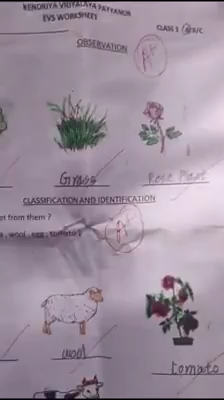 KENDRIYA VIDYALAYA PAYYANUR
EVS WORKSHEET
CLASS 1 A/B/C
OBSERVATION
A+
Grass
Rose Plant
CLASSIFICATION AND IDENTIFICATION
et from them ?
, wool , egg , tomato )
A+
wool
tomato